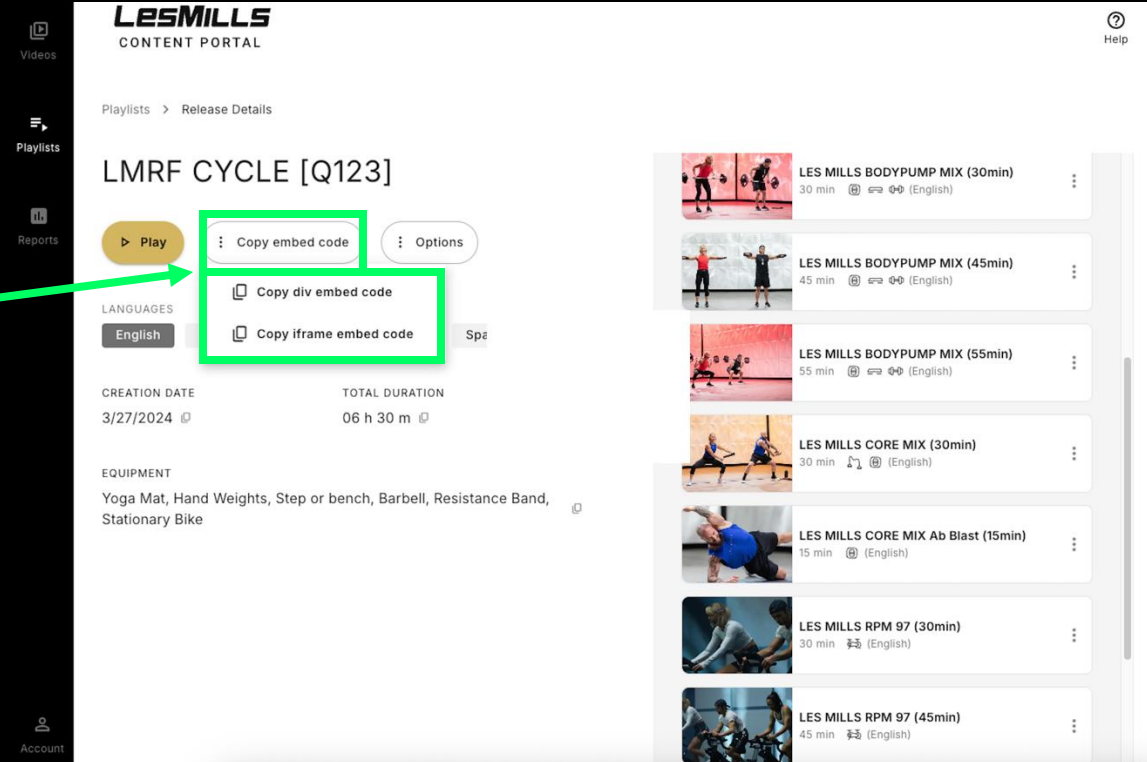 LesMILLS
CONTENT PORTAL
Help
Videos
Playlists
Reports
Account
Playlists > Release Details
LMRF CYCLE [Q123]
Play
Copy embed code
Options
Copy div embed code
Copy iframe embed code
LANGUAGES
English
Spa
CREATION DATE
3/27/2024
TOTAL DURATION
06 h 30 m
EQUIPMENT
Yoga Mat, Hand Weights, Step or bench, Barbell, Resistance Band,
Stationary Bike
LES MILLS BODYPUMP MIX (30min)
30 min (English)
LES MILLS BODYPUMP MIX (45min)
45 min (English)
LES MILLS BODYPUMP MIX (55min)
55 min (English)
LES MILLS CORE MIX (30min)
30 min (English)
LES MILLS CORE MIX Ab Blast (15min)
15 min (English)
LES MILLS RPM 97 (30min)
30 min (English)
LES MILLS RPM 97 (45min)
45 min (English)